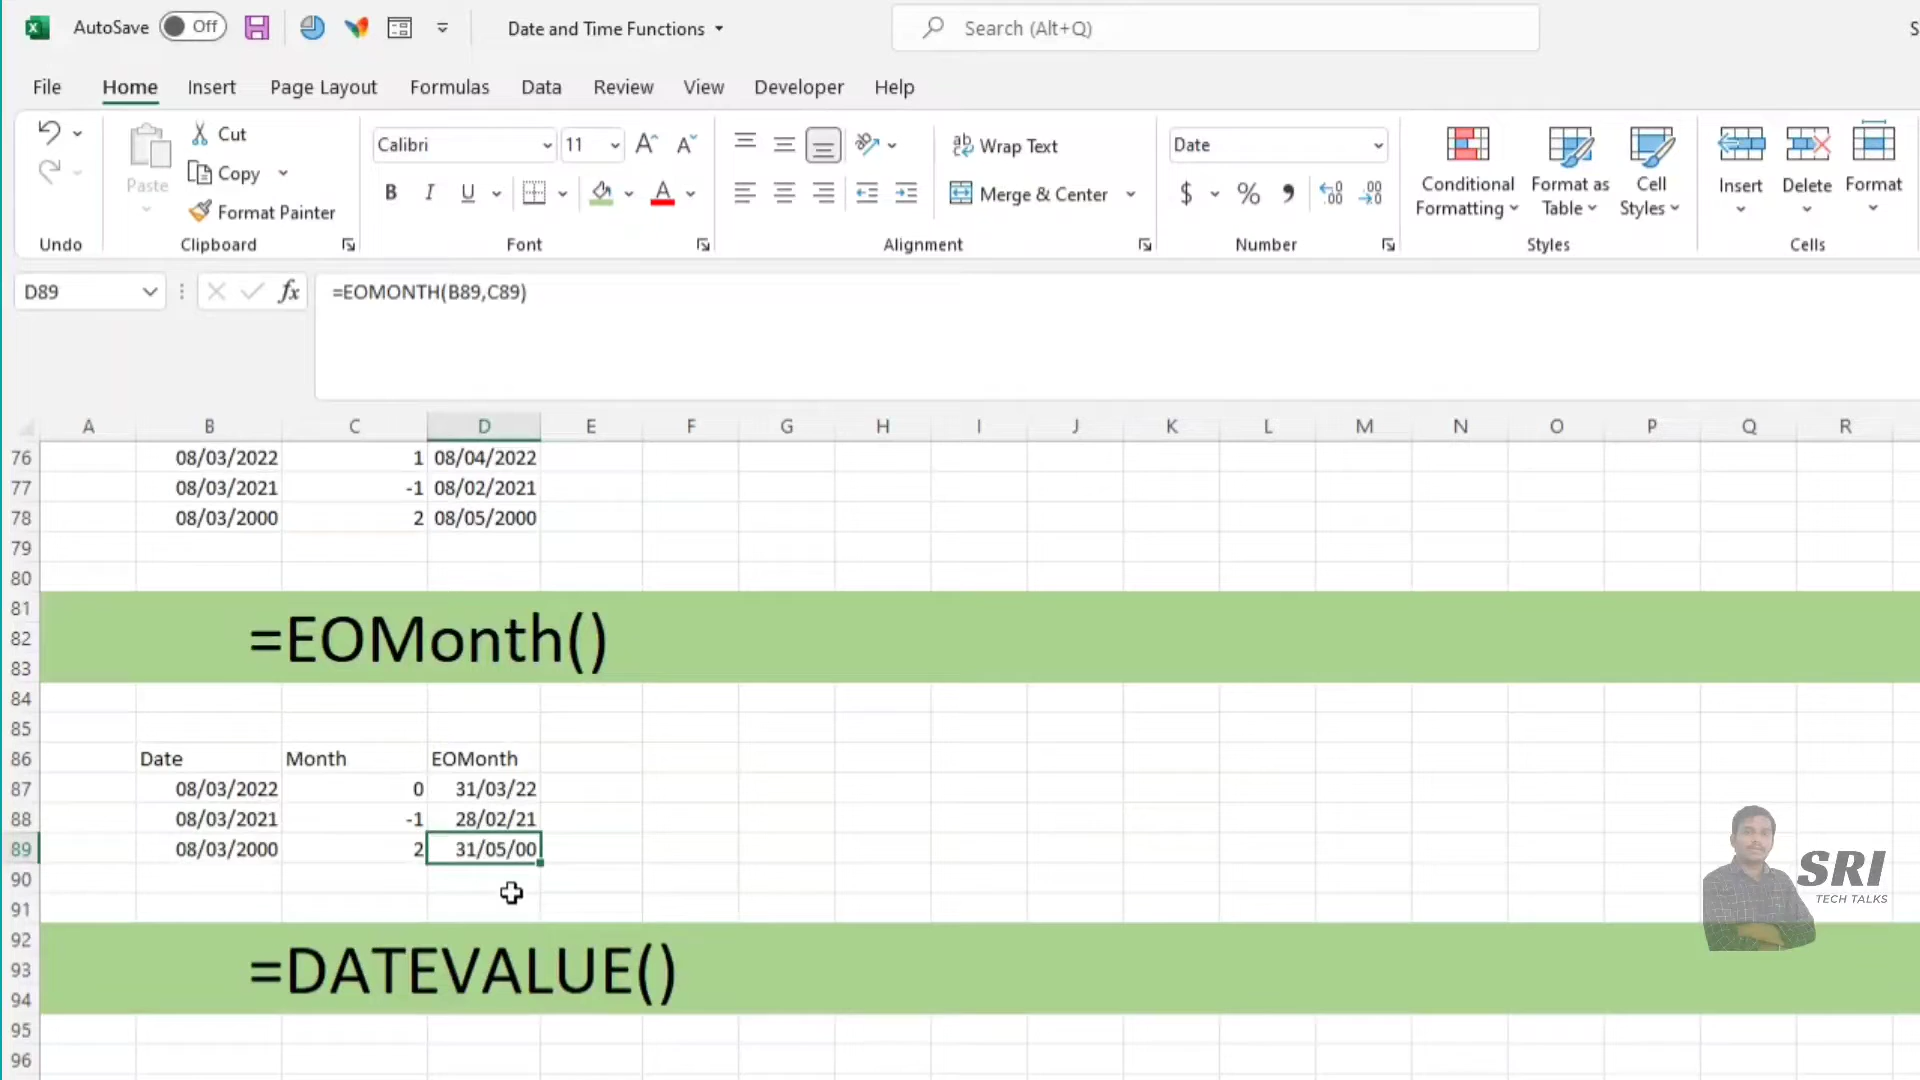 AutoSave Off Date and Time Functions Search (Alt+Q) S
File Home Insert Page Layout Formulas Data Review View Developer Help
Paste
Cut
Copy
Format Painter
Calibri 11
B I U
Wrap Text
Merge & Center
Date
$ % ,
Conditional Formatting
Format as Table
Cell Styles
Insert Delete Format
Undo Clipboard Font Alignment Number Styles Cells
D89 fx =EOMONTH(B89,C89)
A B C D E F G H I J K L M N O P Q R
76 08/03/2022 1 08/04/2022
77 08/03/2021 -1 08/02/2021
78 08/03/2000 2 08/05/2000
79
80
81
82 =EOMonth()
83
84
85
86 Date Month EOMonth
87 08/03/2022 0 31/03/22
88 08/03/2021 -1 28/02/21
89 08/03/2000 2 31/05/00
90
91
92
93 =DATEVALUE()
94
95
96
SRI
TECH TALKS